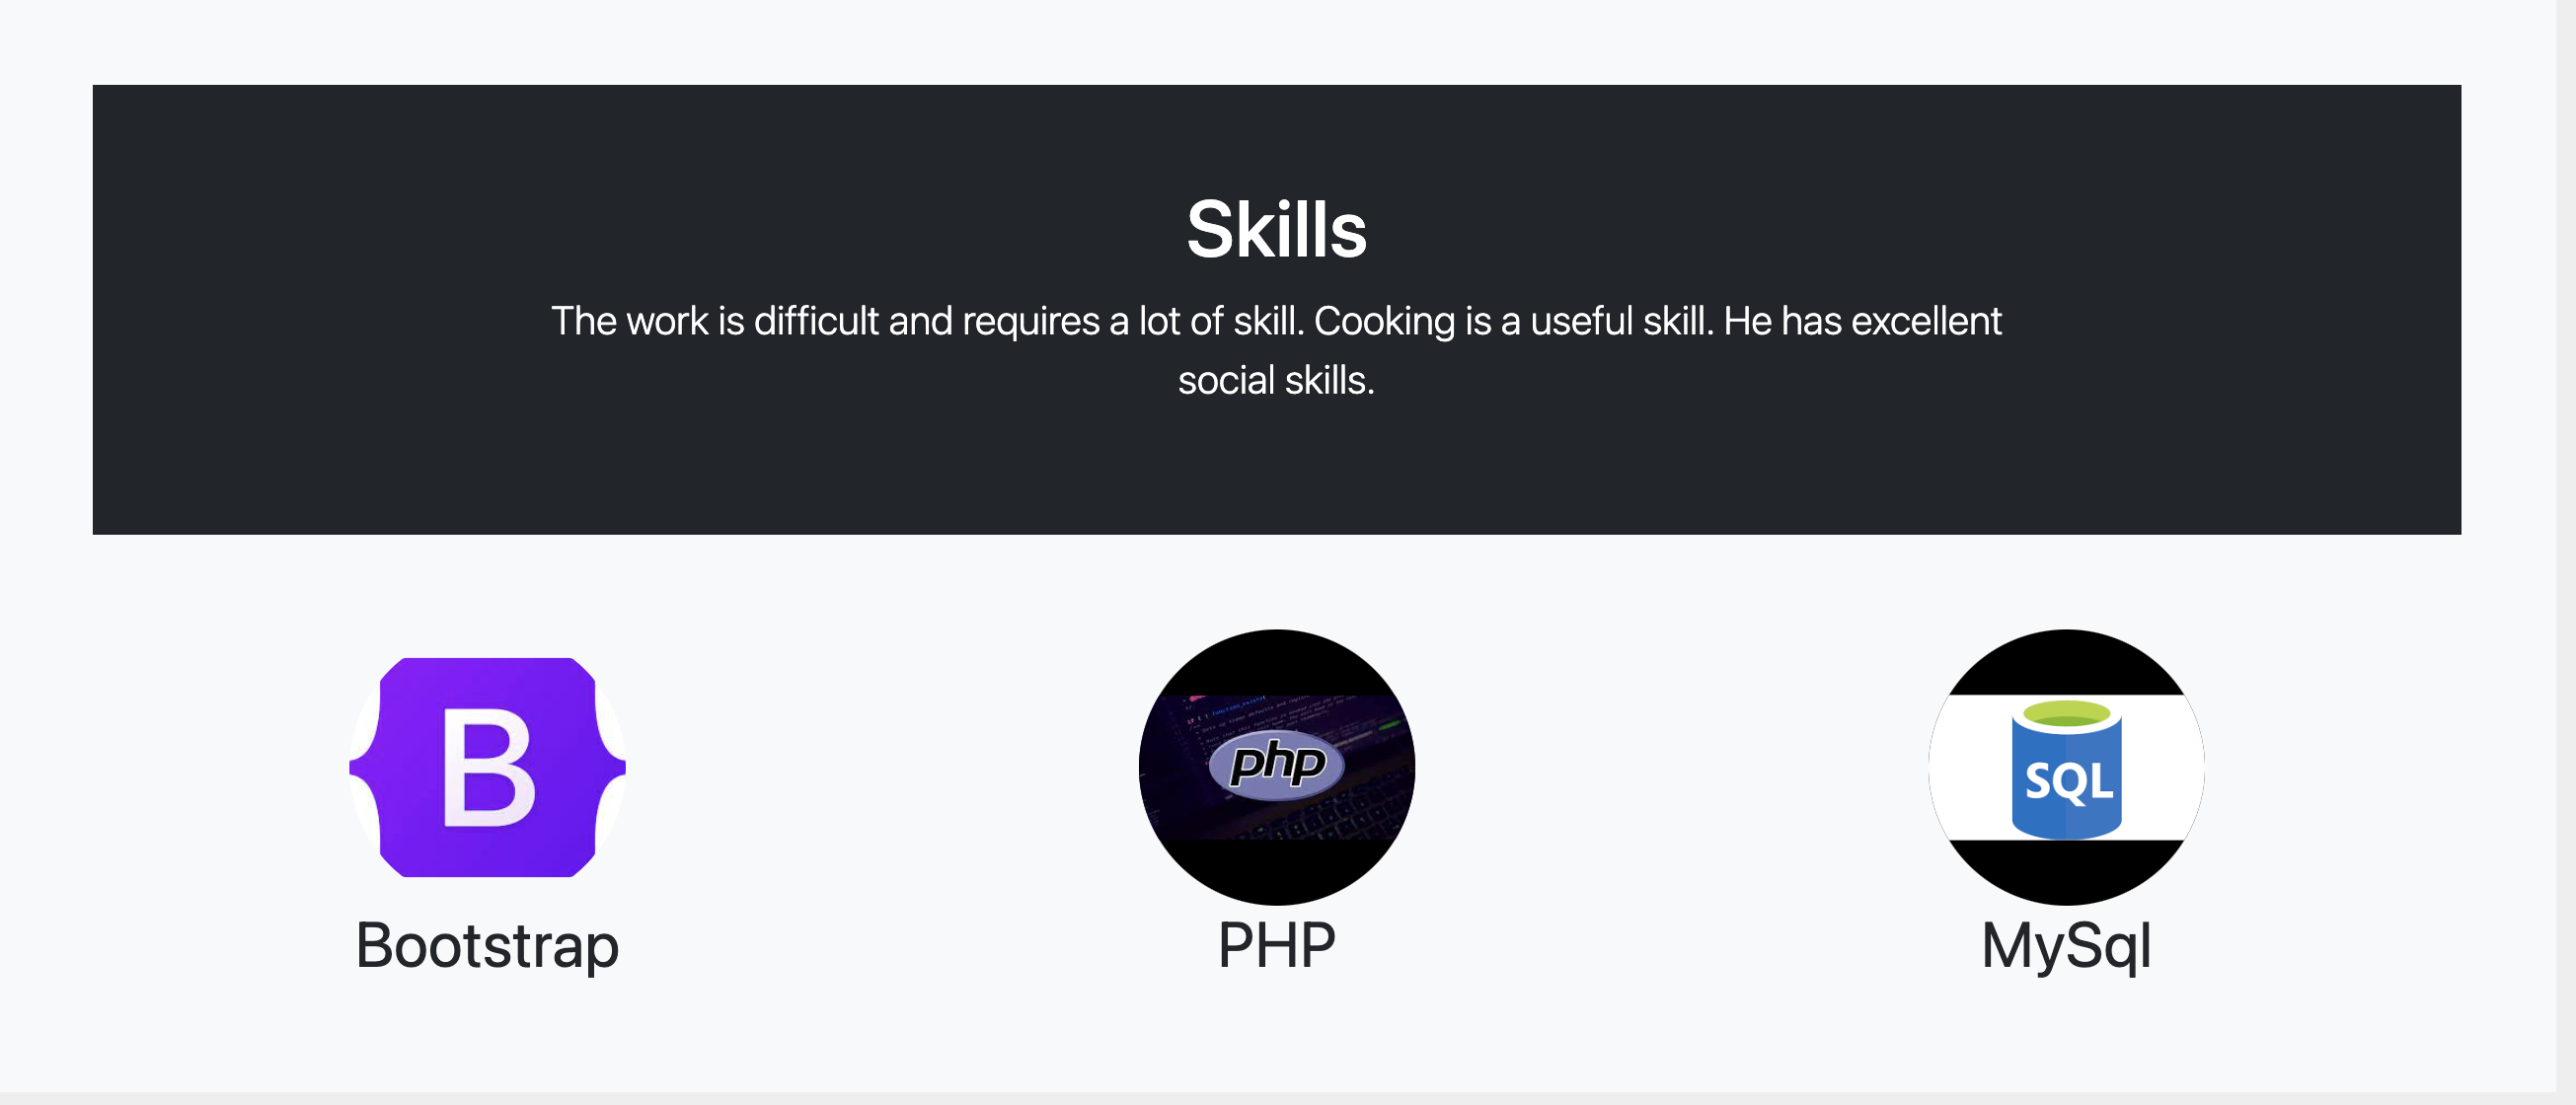 Skills
The work is difficult and requires a lot of skill. Cooking is a useful skill. He has excellent
social skills.
B
php
SQL
Bootstrap
PHP
MySql